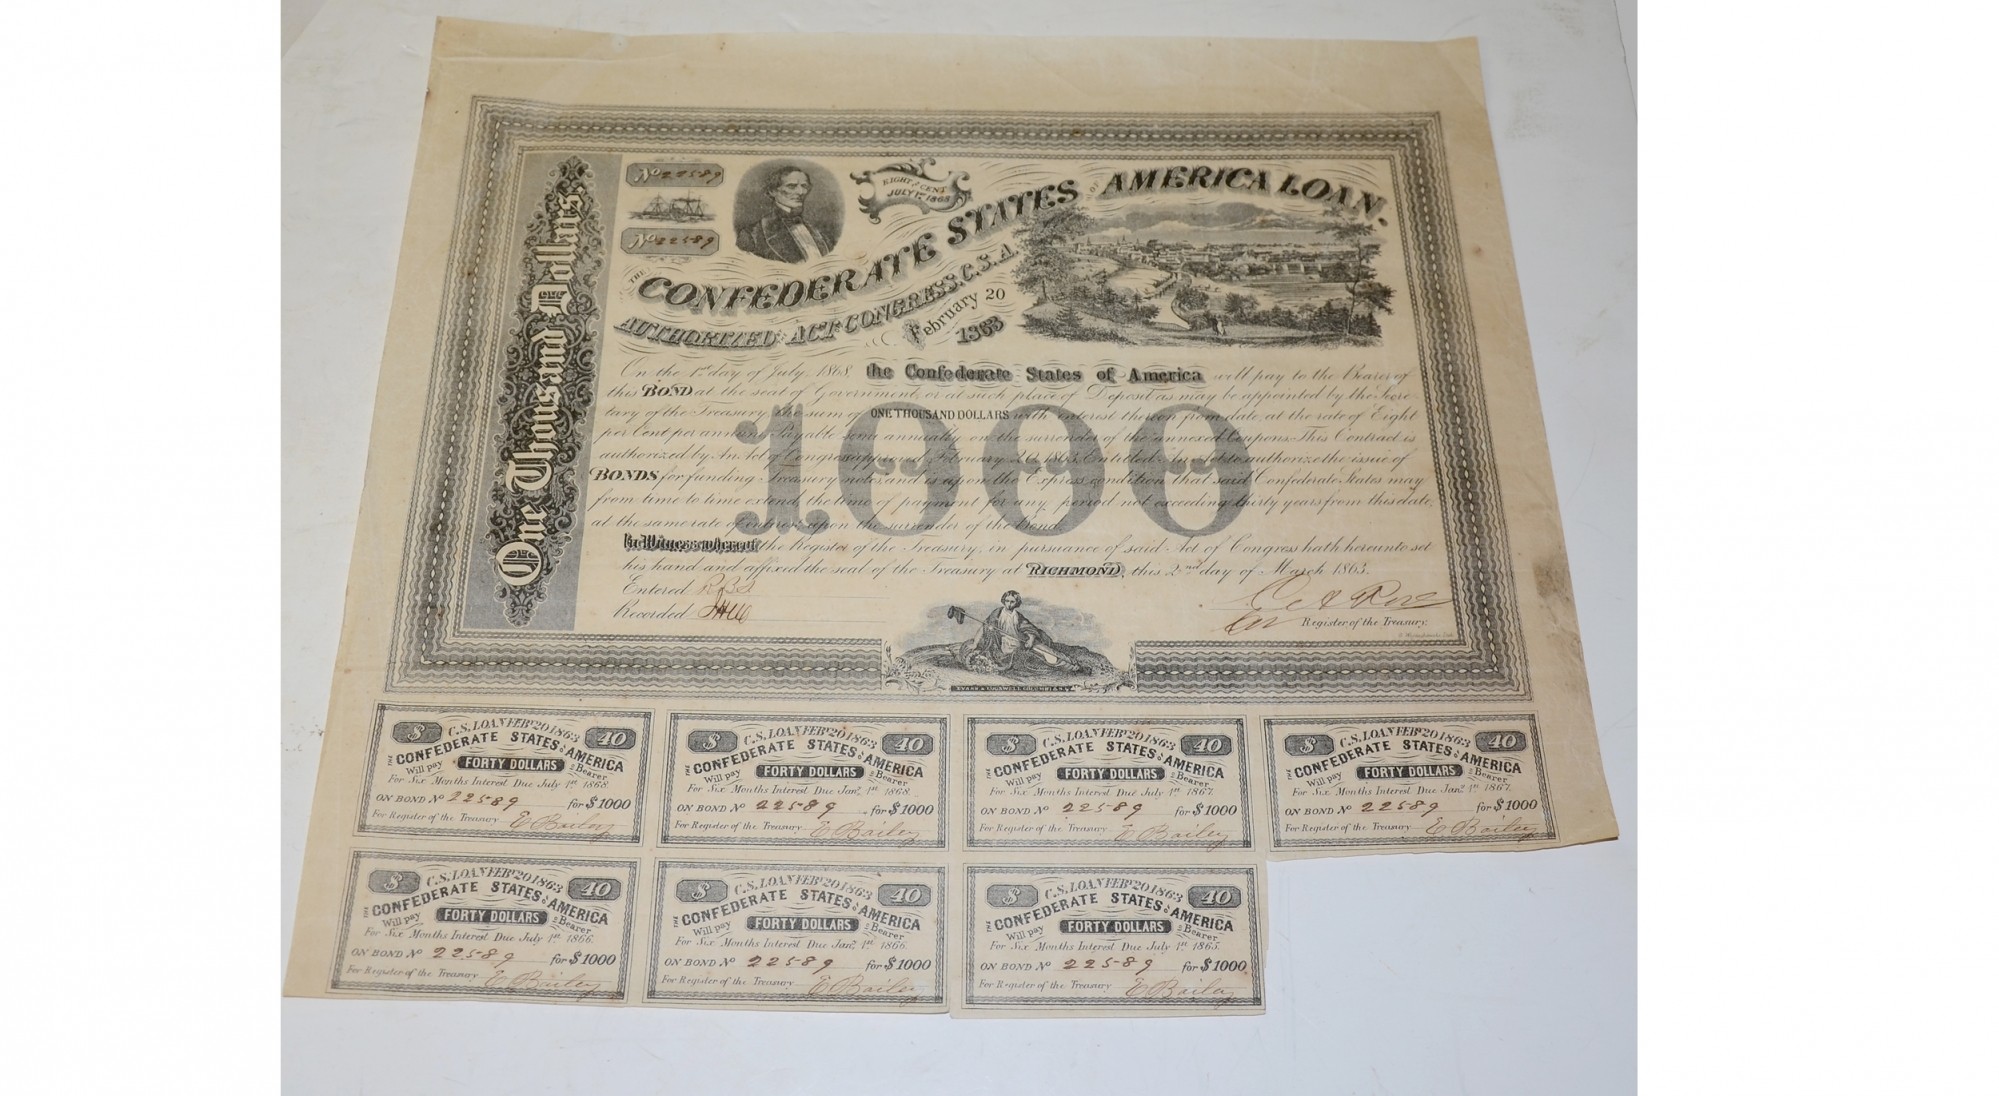 One Thousand Dollars
No 22589
No 22589
EIGHT CENT
JULY 1st 1868
THE CONFEDERATE STATES OF AMERICA LOAN.
AUTHORIZED ACT CONGRESS, C.S.A.
February 20
1863
On the 1st day of July 1868 the Confederate States of America will pay to the Bearer of
this BOND at the seat of Government, or at such place of Deposit as may be appointed by the Secre
tary of the Treasury, the sum of ONE THOUSAND DOLLARS with interest thereon from date, at the rate of Eight
per Cent per annum Payable semi annually on the surrender of the annexed Coupons. This Contract is
authorized by An Act of Congress approved February 20, 1863, Entitled An Act to authorize the issue of
BONDS for funding Treasury notes and is upon the Express condition that said Confederate States may
from time to time extend the time of payment for any period not exceeding thirty years from this date,
at the same rate of interest upon the surrender of the Bond.
1000
In Witness whereof the Register of the Treasury, in pursuance of said Act of Congress hath hereunto set
his hand and affixed the seal of the Treasury at RICHMOND, this 2nd day of March 1863.
Entered
Recorded
Register of the Treasury.
EVANS & COGSWELL COLUMBIA S.C.
$ C.S. LOAN FEBY 20 1863 40
THE CONFEDERATE STATES OF AMERICA
Will pay FORTY DOLLARS to Bearer
For Six Months Interest Due July 1st 1868.
ON BOND No 22589 for $1000
For Register of the Treasury E Bailey
$ C.S. LOAN FEBY 20 1863 40
THE CONFEDERATE STATES OF AMERICA
Will pay FORTY DOLLARS to Bearer
For Six Months Interest Due Jany 1st 1868.
ON BOND No 22589 for $1000
For Register of the Treasury E Bailey
$ C.S. LOAN FEBY 20 1863 40
THE CONFEDERATE STATES OF AMERICA
Will pay FORTY DOLLARS to Bearer
For Six Months Interest Due July 1st 1867.
ON BOND No 22589 for $1000
For Register of the Treasury E Bailey
$ C.S. LOAN FEBY 20 1863 40
THE CONFEDERATE STATES OF AMERICA
Will pay FORTY DOLLARS to Bearer
For Six Months Interest Due Jany 1st 1867.
ON BOND No 22589 for $1000
For Register of the Treasury E Bailey
$ C.S. LOAN FEBY 20 1863 40
THE CONFEDERATE STATES OF AMERICA
Will pay FORTY DOLLARS to Bearer
For Six Months Interest Due July 1st 1866.
ON BOND No 22589 for $1000
For Register of the Treasury E Bailey
$ C.S. LOAN FEBY 20 1863 40
THE CONFEDERATE STATES OF AMERICA
Will pay FORTY DOLLARS to Bearer
For Six Months Interest Due Jany 1st 1866.
ON BOND No 22589 for $1000
For Register of the Treasury E Bailey
$ C.S. LOAN FEBY 20 1863 40
THE CONFEDERATE STATES OF AMERICA
Will pay FORTY DOLLARS to Bearer
For Six Months Interest Due July 1st 1865.
ON BOND No 22589 for $1000
For Register of the Treasury E Bailey